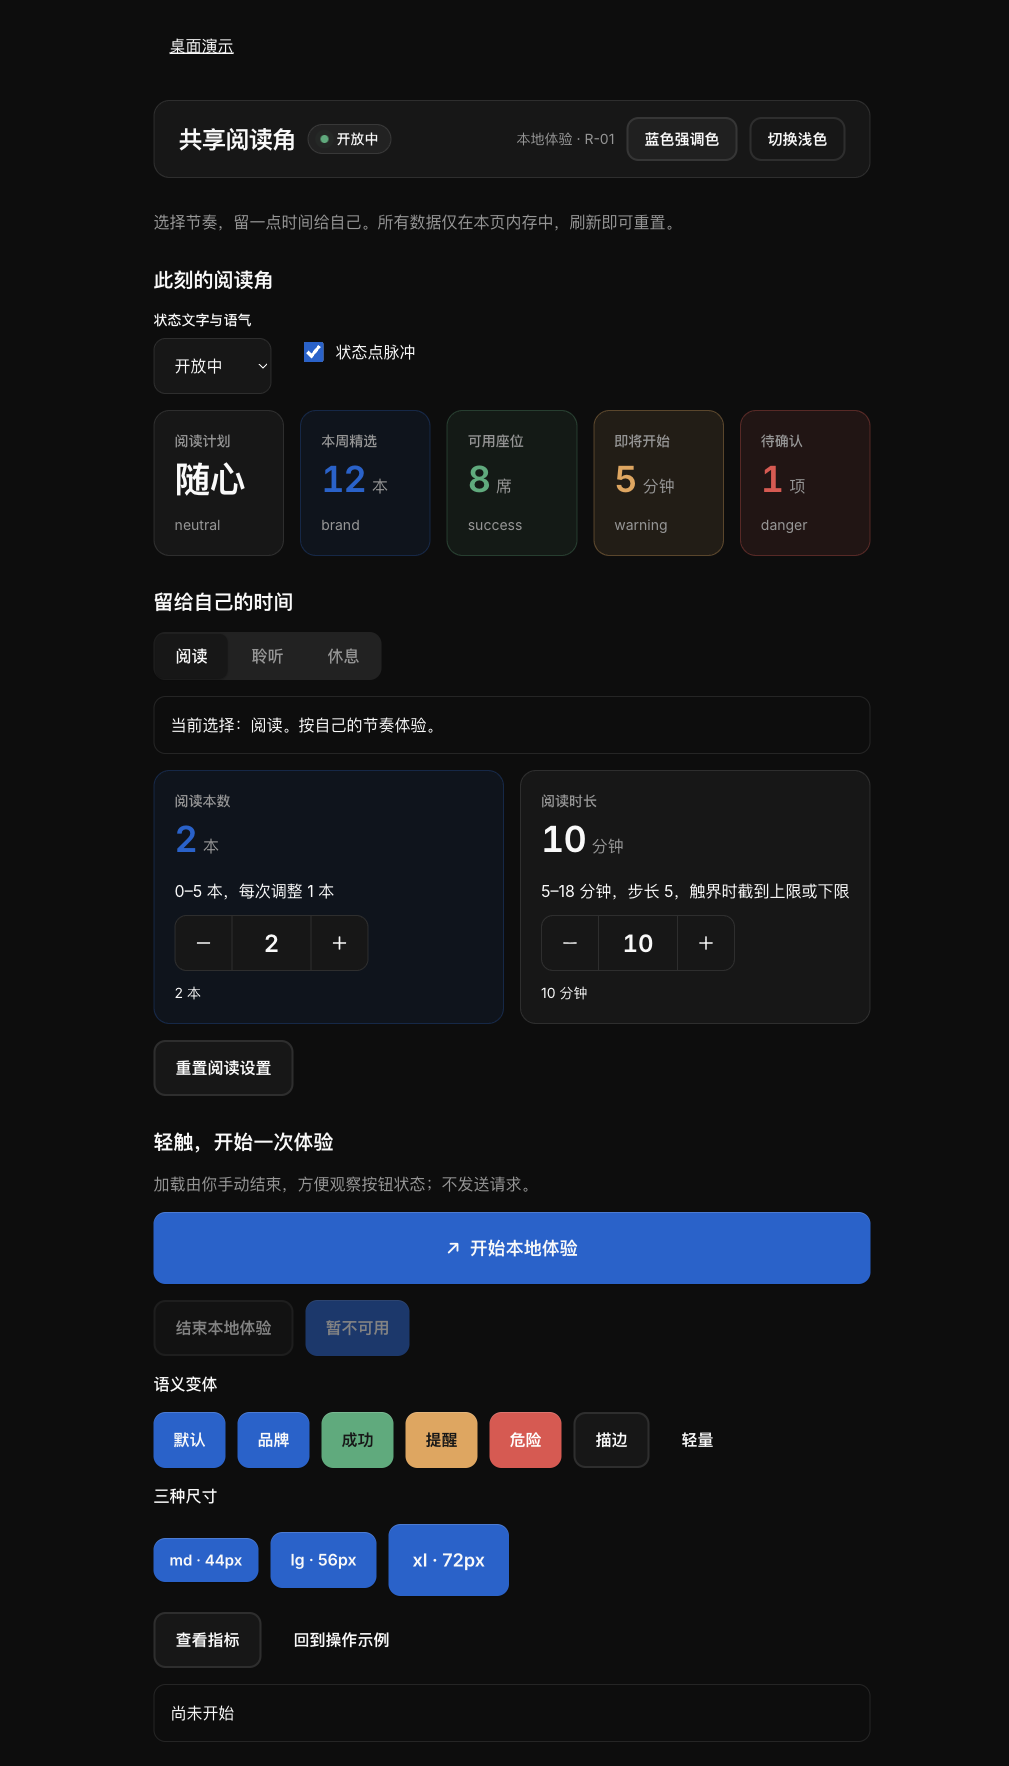 桌面演示
共享阅读角 开放中 本地体验 · R-01 蓝色强调色 切换浅色
选择节奏，留一点时间给自己。所有数据仅在本页内存中，刷新即可重置。
此刻的阅读角
状态文字与语气
开放中 状态点脉冲
阅读计划 本周精选 可用座位 即将开始 待确认
随心 12 本 8 席 5 分钟 1 项
neutral brand success warning danger
留给自己的时间
阅读 聆听 休息
当前选择：阅读。按自己的节奏体验。
阅读本数 阅读时长
2 本 10 分钟
0–5 本，每次调整 1 本 5–18 分钟，步长 5，触界时截到上限或下限
− 2 + − 10 +
2 本 10 分钟
重置阅读设置
轻触，开始一次体验
加载由你手动结束，方便观察按钮状态；不发送请求。
↗ 开始本地体验
结束本地体验 暂不可用
语义变体
默认 品牌 成功 提醒 危险 描边 轻量
三种尺寸
md · 44px lg · 56px xl · 72px
查看指标 回到操作示例
尚未开始